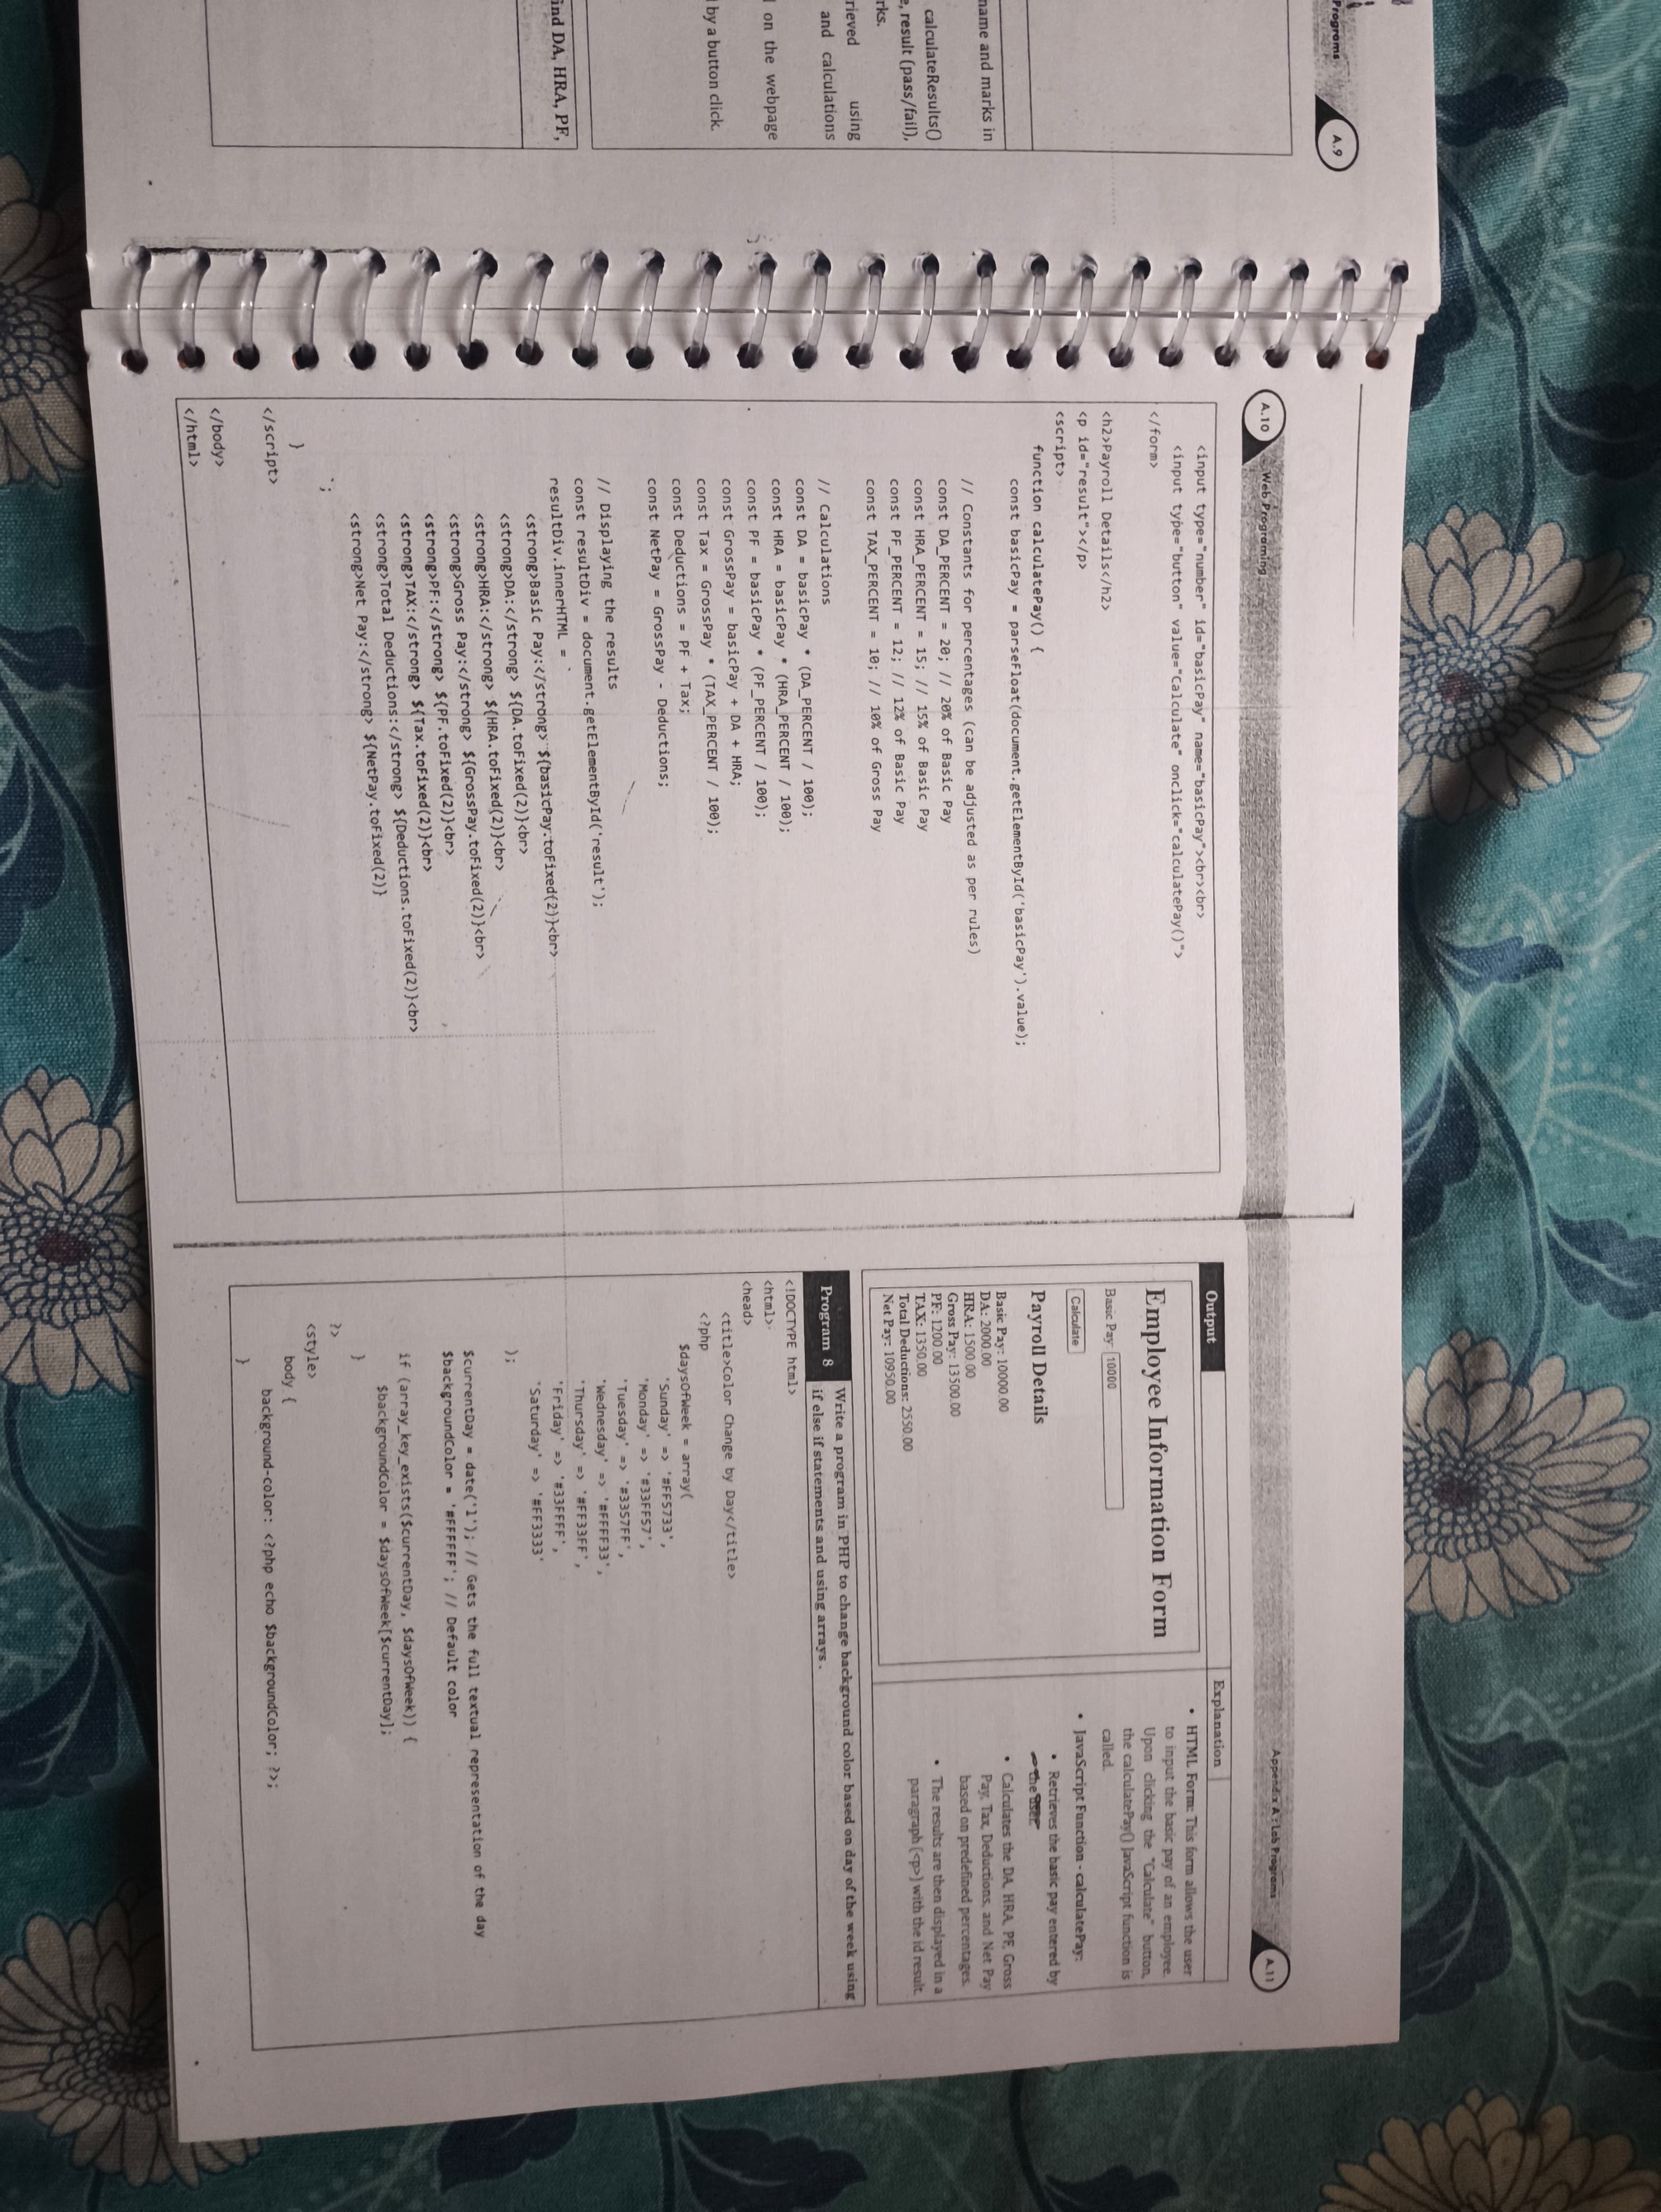 Programs
A.9
name and marks in
calculateResults()
e, result (pass/fail),
rks.
rieved using
and calculations
on the webpage
by a button click.
find DA, HRA, PF,
A.10
Web Programing
<input type="number" id="basicPay" name="basicPay"><br><br>
<input type="button" value="Calculate" onclick="calculatePay()">
</form>
<h2>Payroll Details</h2>
<p id="result"></p>
<script>
function calculatePay() {
const basicPay = parseFloat(document.getElementById('basicPay').value);
// Constants for percentages (can be adjusted as per rules)
const DA_PERCENT = 20; // 20% of Basic Pay
const HRA_PERCENT = 15; // 15% of Basic Pay
const PF_PERCENT = 12; // 12% of Basic Pay
const TAX_PERCENT = 10; // 10% of Gross Pay
// Calculations
const DA = basicPay * (DA_PERCENT / 100);
const HRA = basicPay * (HRA_PERCENT / 100);
const PF = basicPay * (PF_PERCENT / 100);
const GrossPay = basicPay + DA + HRA;
const Tax = GrossPay * (TAX_PERCENT / 100);
const Deductions = PF + Tax;
const NetPay = GrossPay - Deductions;
// Displaying the results
const resultDiv = document.getElementById('result');
resultDiv.innerHTML = `
<strong>Basic Pay:</strong> ${basicPay.toFixed(2)}<br>
<strong>DA:</strong> ${DA.toFixed(2)}<br>
<strong>HRA:</strong> ${HRA.toFixed(2)}<br>
<strong>Gross Pay:</strong> ${GrossPay.toFixed(2)}<br>
<strong>PF:</strong> ${PF.toFixed(2)}<br>
<strong>TAX:</strong> ${Tax.toFixed(2)}<br>
<strong>Total Deductions:</strong> ${Deductions.toFixed(2)}<br>
<strong>Net Pay:</strong> ${NetPay.toFixed(2)}
`;
}
</script>
</body>
</html>
Appendix A : Lab Programs
A.11
Output
Employee Information Form
Basic Pay: 10000
Calculate
Payroll Details
Basic Pay: 10000.00
DA: 2000.00
HRA: 1500.00
Gross Pay: 13500.00
PF: 1200.00
TAX: 1350.00
Total Deductions: 2550.00
Net Pay: 10950.00
Explanation
• HTML Form: This form allows the user
to input the basic pay of an employee.
Upon clicking the "Calculate" button,
the calculatePay() JavaScript function is
called.
• JavaScript Function - calculatePay:
• Retrieves the basic pay entered by
the user.
• Calculates the DA, HRA, PF, Gross
Pay, Tax, Deductions, and Net Pay
based on predefined percentages.
• The results are then displayed in a
paragraph (<p>) with the id result.
Program 8
Write a program in PHP to change background color based on day of the week using
if else if statements and using arrays .
<!DOCTYPE html>
<html>
<head>
<title>Color Change by Day</title>
<?php
$daysOfWeek = array(
'Sunday' => '#FF5733',
'Monday' => '#33FF57',
'Tuesday' => '#3357FF',
'Wednesday' => '#FFFF33',
'Thursday' => '#FF33FF',
'Friday' => '#33FFFF',
'Saturday' => '#FF3333'
);
$currentDay = date('l'); // Gets the full textual representation of the day
$backgroundColor = '#FFFFFF'; // Default color
if (array_key_exists($currentDay, $daysOfWeek)) {
$backgroundColor = $daysOfWeek[$currentDay];
}
?>
<style>
body {
background-color: <?php echo $backgroundColor; ?>;
}